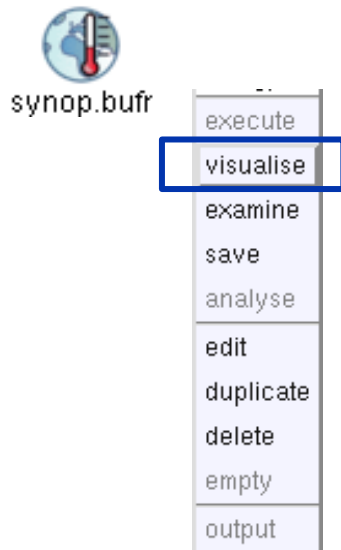 synop.bufr
execute
visualise
examine
save
analyse
edit
duplicate
delete
empty
output